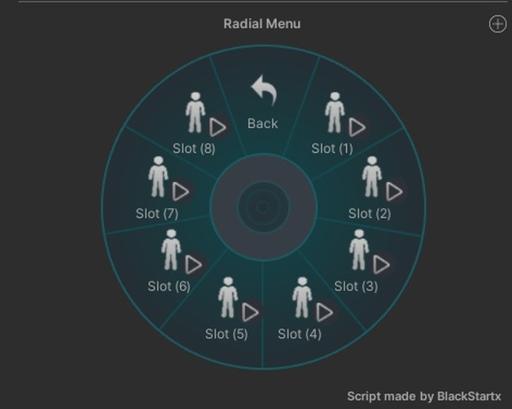 Radial Menu
Back
Slot (8)
Slot (1)
Slot (7)
Slot (2)
Slot (6)
Slot (3)
Slot (5)
Slot (4)
Script made by BlackStartx